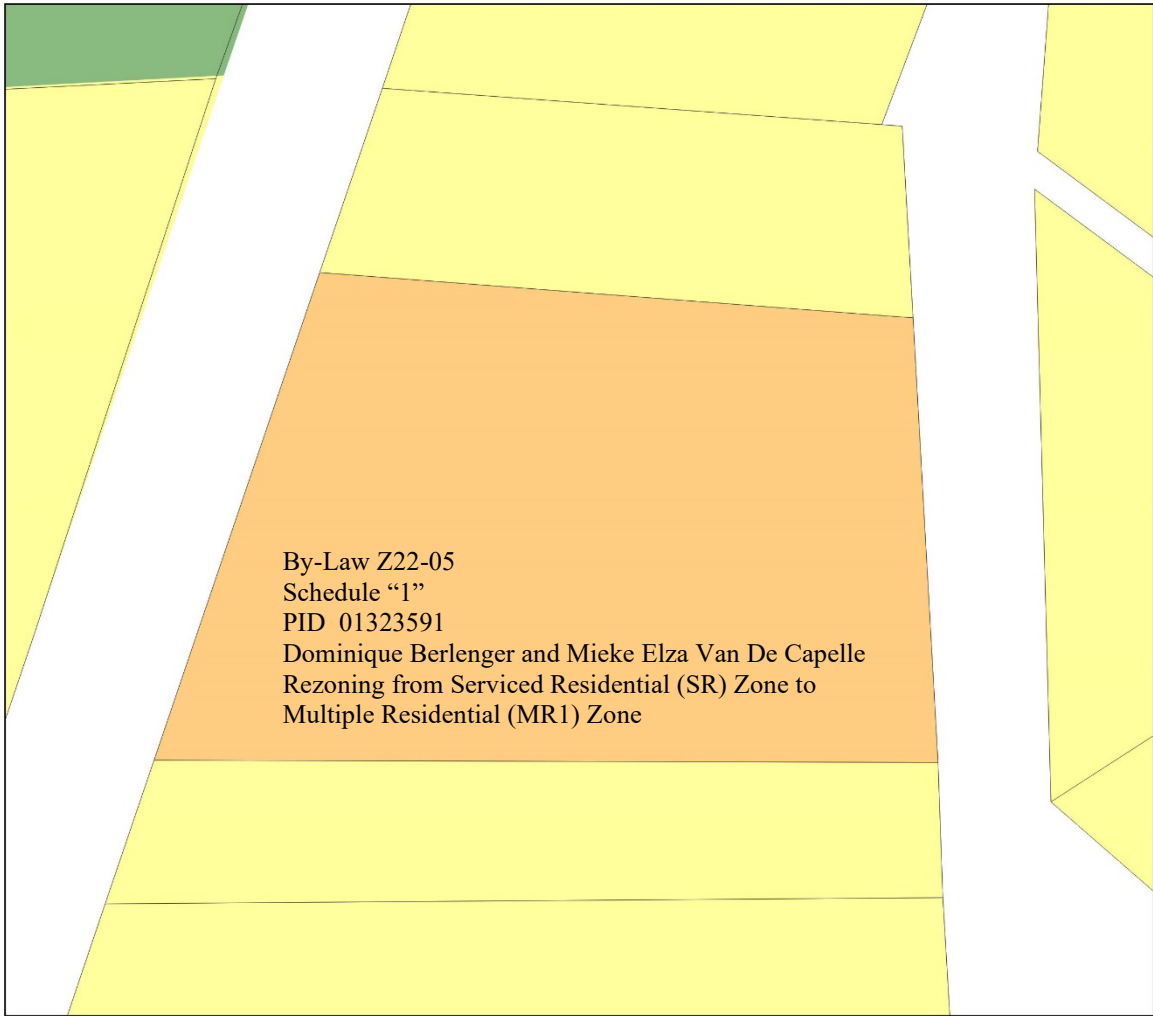 By-Law Z22-05
Schedule “1”
PID  01323591
Dominique Berlenger and Mieke Elza Van De Capelle
Rezoning from Serviced Residential (SR) Zone to
Multiple Residential (MR1) Zone